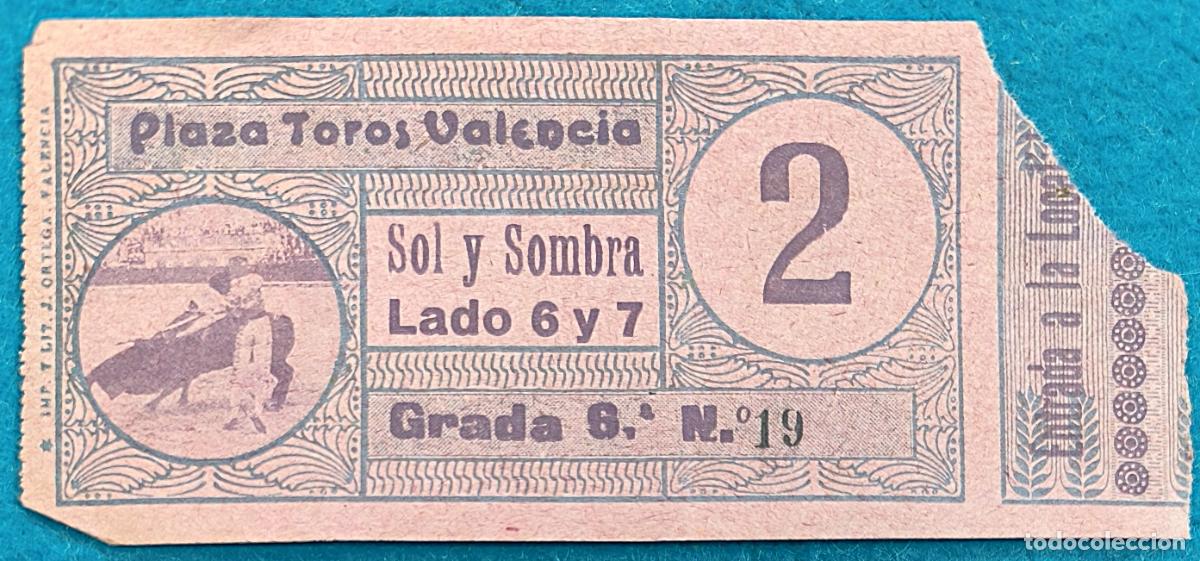 Plaza Toros Valencia
2
Sol y Sombra
Lado 6 y 7
Grada 6.ª N.º 19
Entrada a la
* IMP. Y LIT. J. ORTEGA VALENCIA
todocoleccion